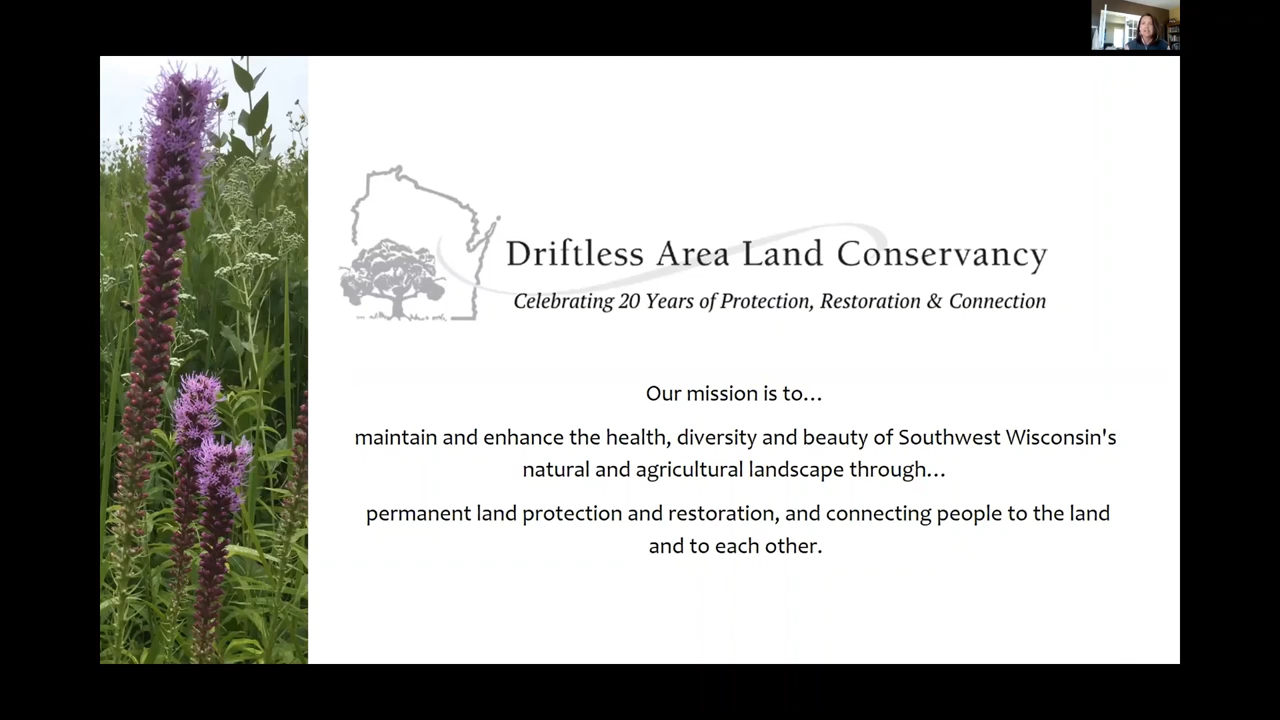 Driftless Area Land Conservancy
Celebrating 20 Years of Protection, Restoration & Connection
Our mission is to...
maintain and enhance the health, diversity and beauty of Southwest Wisconsin's
natural and agricultural landscape through...
permanent land protection and restoration, and connecting people to the land
and to each other.